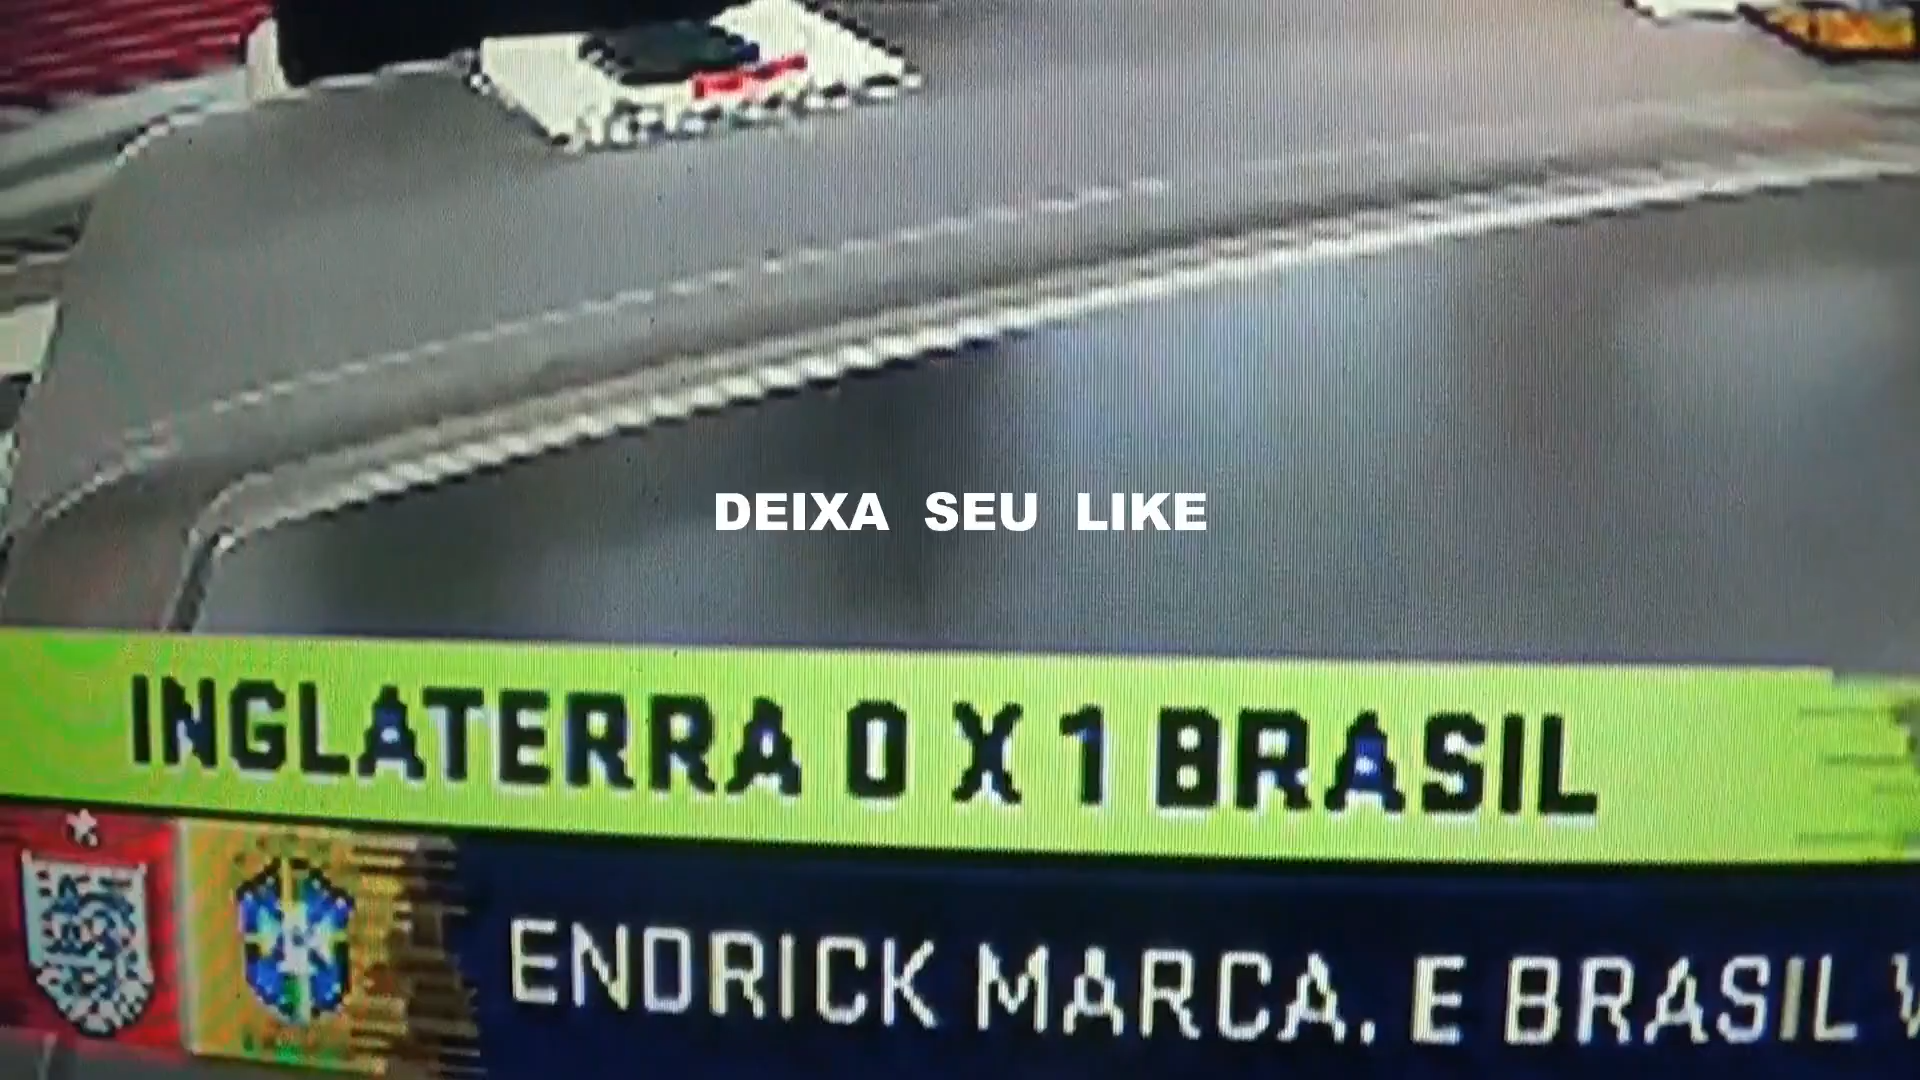 DEIXA SEU LIKE
INGLATERRA 0 X 1 BRASIL
ENDRICK MARCA, E BRASIL V